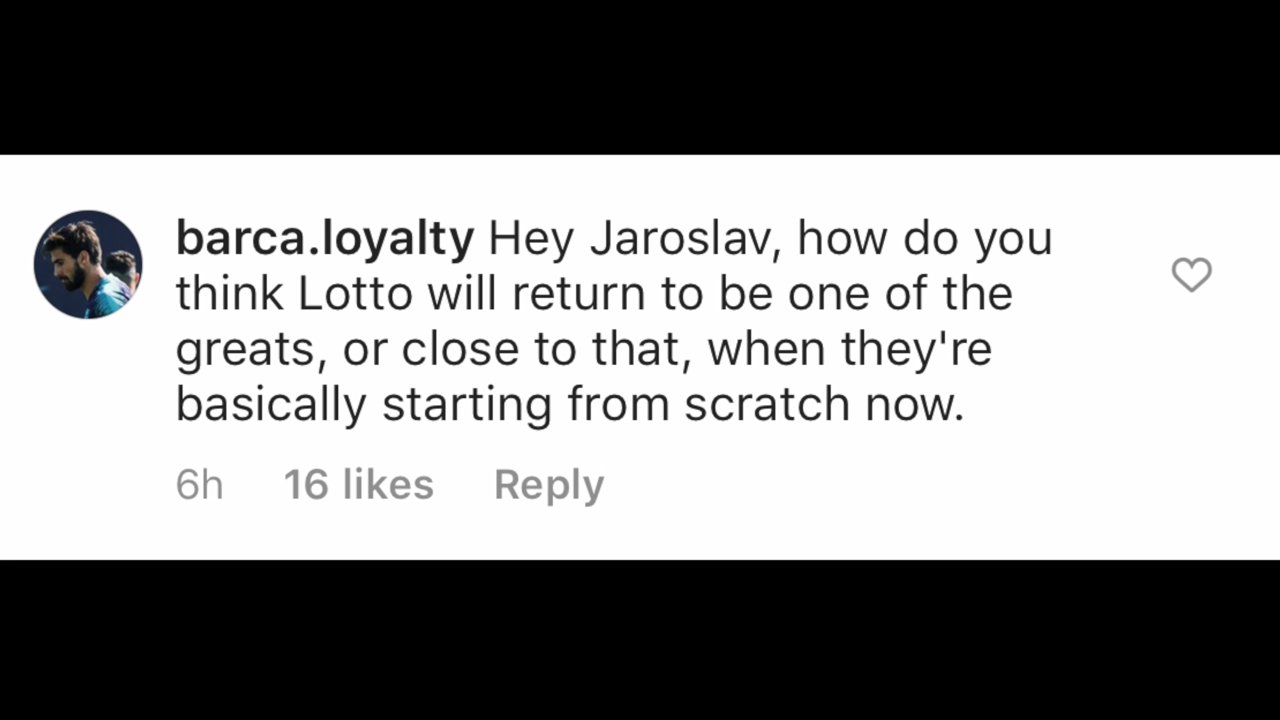 barca.loyalty Hey Jaroslav, how do you
think Lotto will return to be one of the
greats, or close to that, when they're
basically starting from scratch now.
6h 16 likes Reply